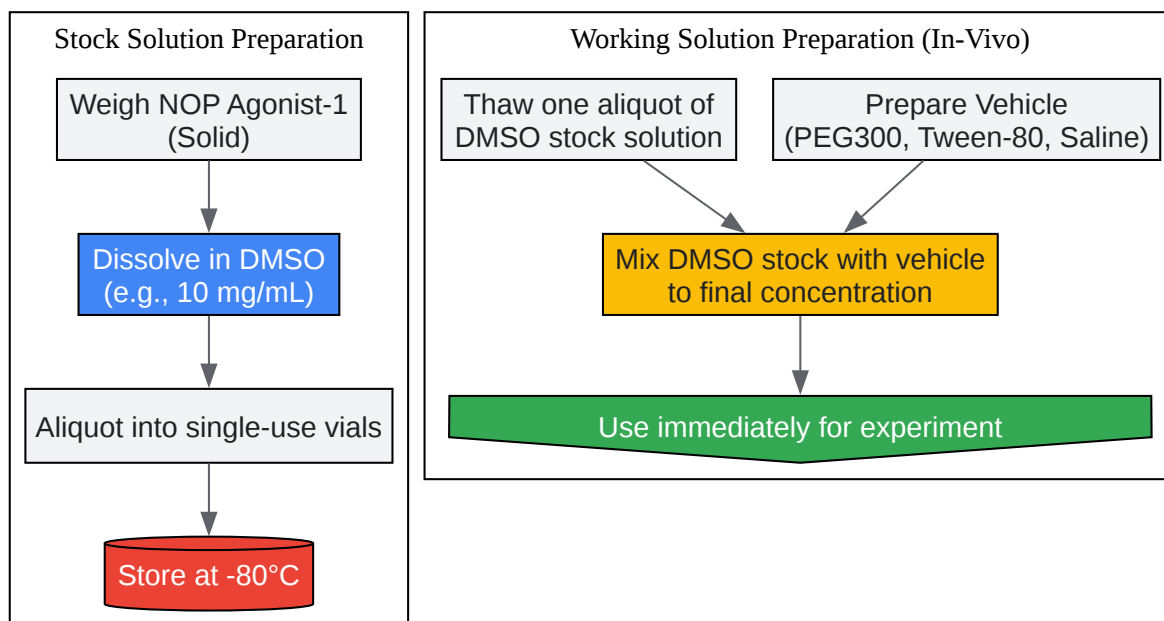 Stock Solution Preparation
Weigh NOP Agonist-1
(Solid)
Dissolve in DMSO
(e.g., 10 mg/mL)
Aliquot into single-use vials
Store at -80°C
Working Solution Preparation (In-Vivo)
Thaw one aliquot of
DMSO stock solution
Prepare Vehicle
(PEG300, Tween-80, Saline)
Mix DMSO stock with vehicle
to final concentration
Use immediately for experiment